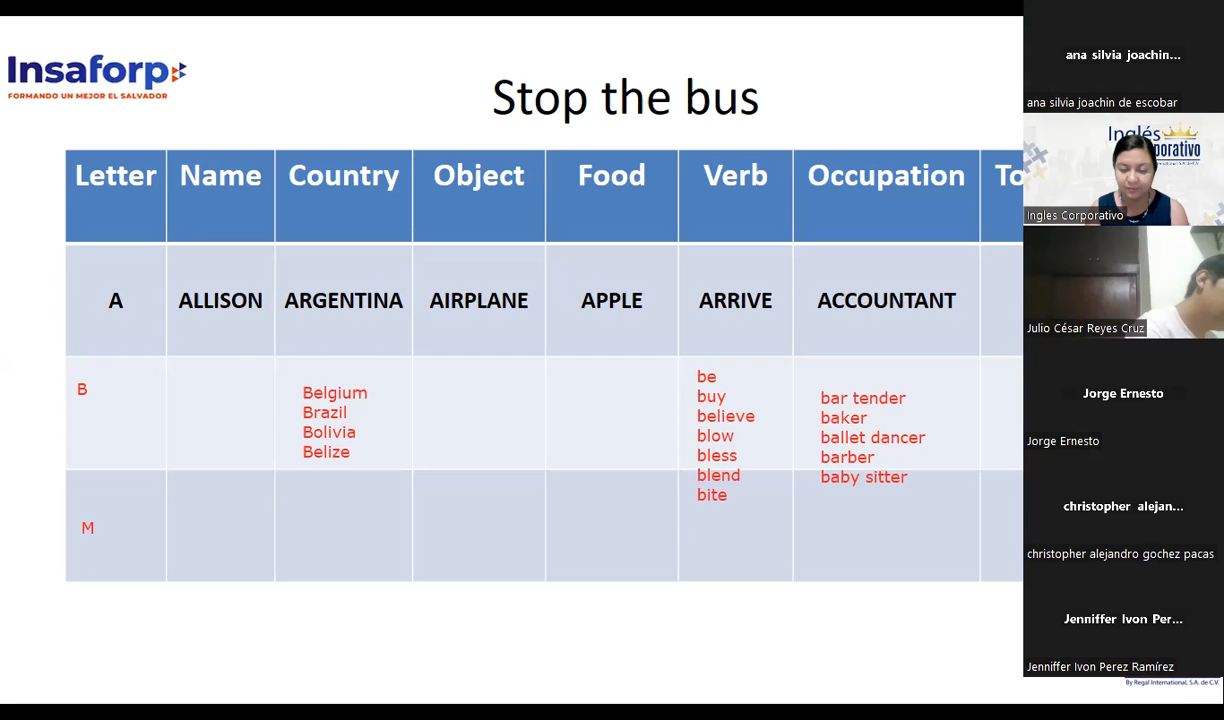 Insaforp
FORMANDO UN MEJOR EL SALVADOR
Stop the bus
Letter Name Country Object Food Verb Occupation To
A ALLISON ARGENTINA AIRPLANE APPLE ARRIVE ACCOUNTANT
B
Belgium
Brazil
Bolivia
Belize
be
buy
believe
blow
bless
blend
bite
bar tender
baker
ballet dancer
barber
baby sitter
M
ana silvia joachin...
ana silvia joachin de escobar
Inglés
Ingles Corporativo
Julio César Reyes Cruz
Jorge Ernesto
Jorge Ernesto
christopher alejan...
christopher alejandro gochez pacas
Jenniffer Ivon Per...
Jenniffer Ivon Perez Ramírez
By Regal International, S.A. de C.V.